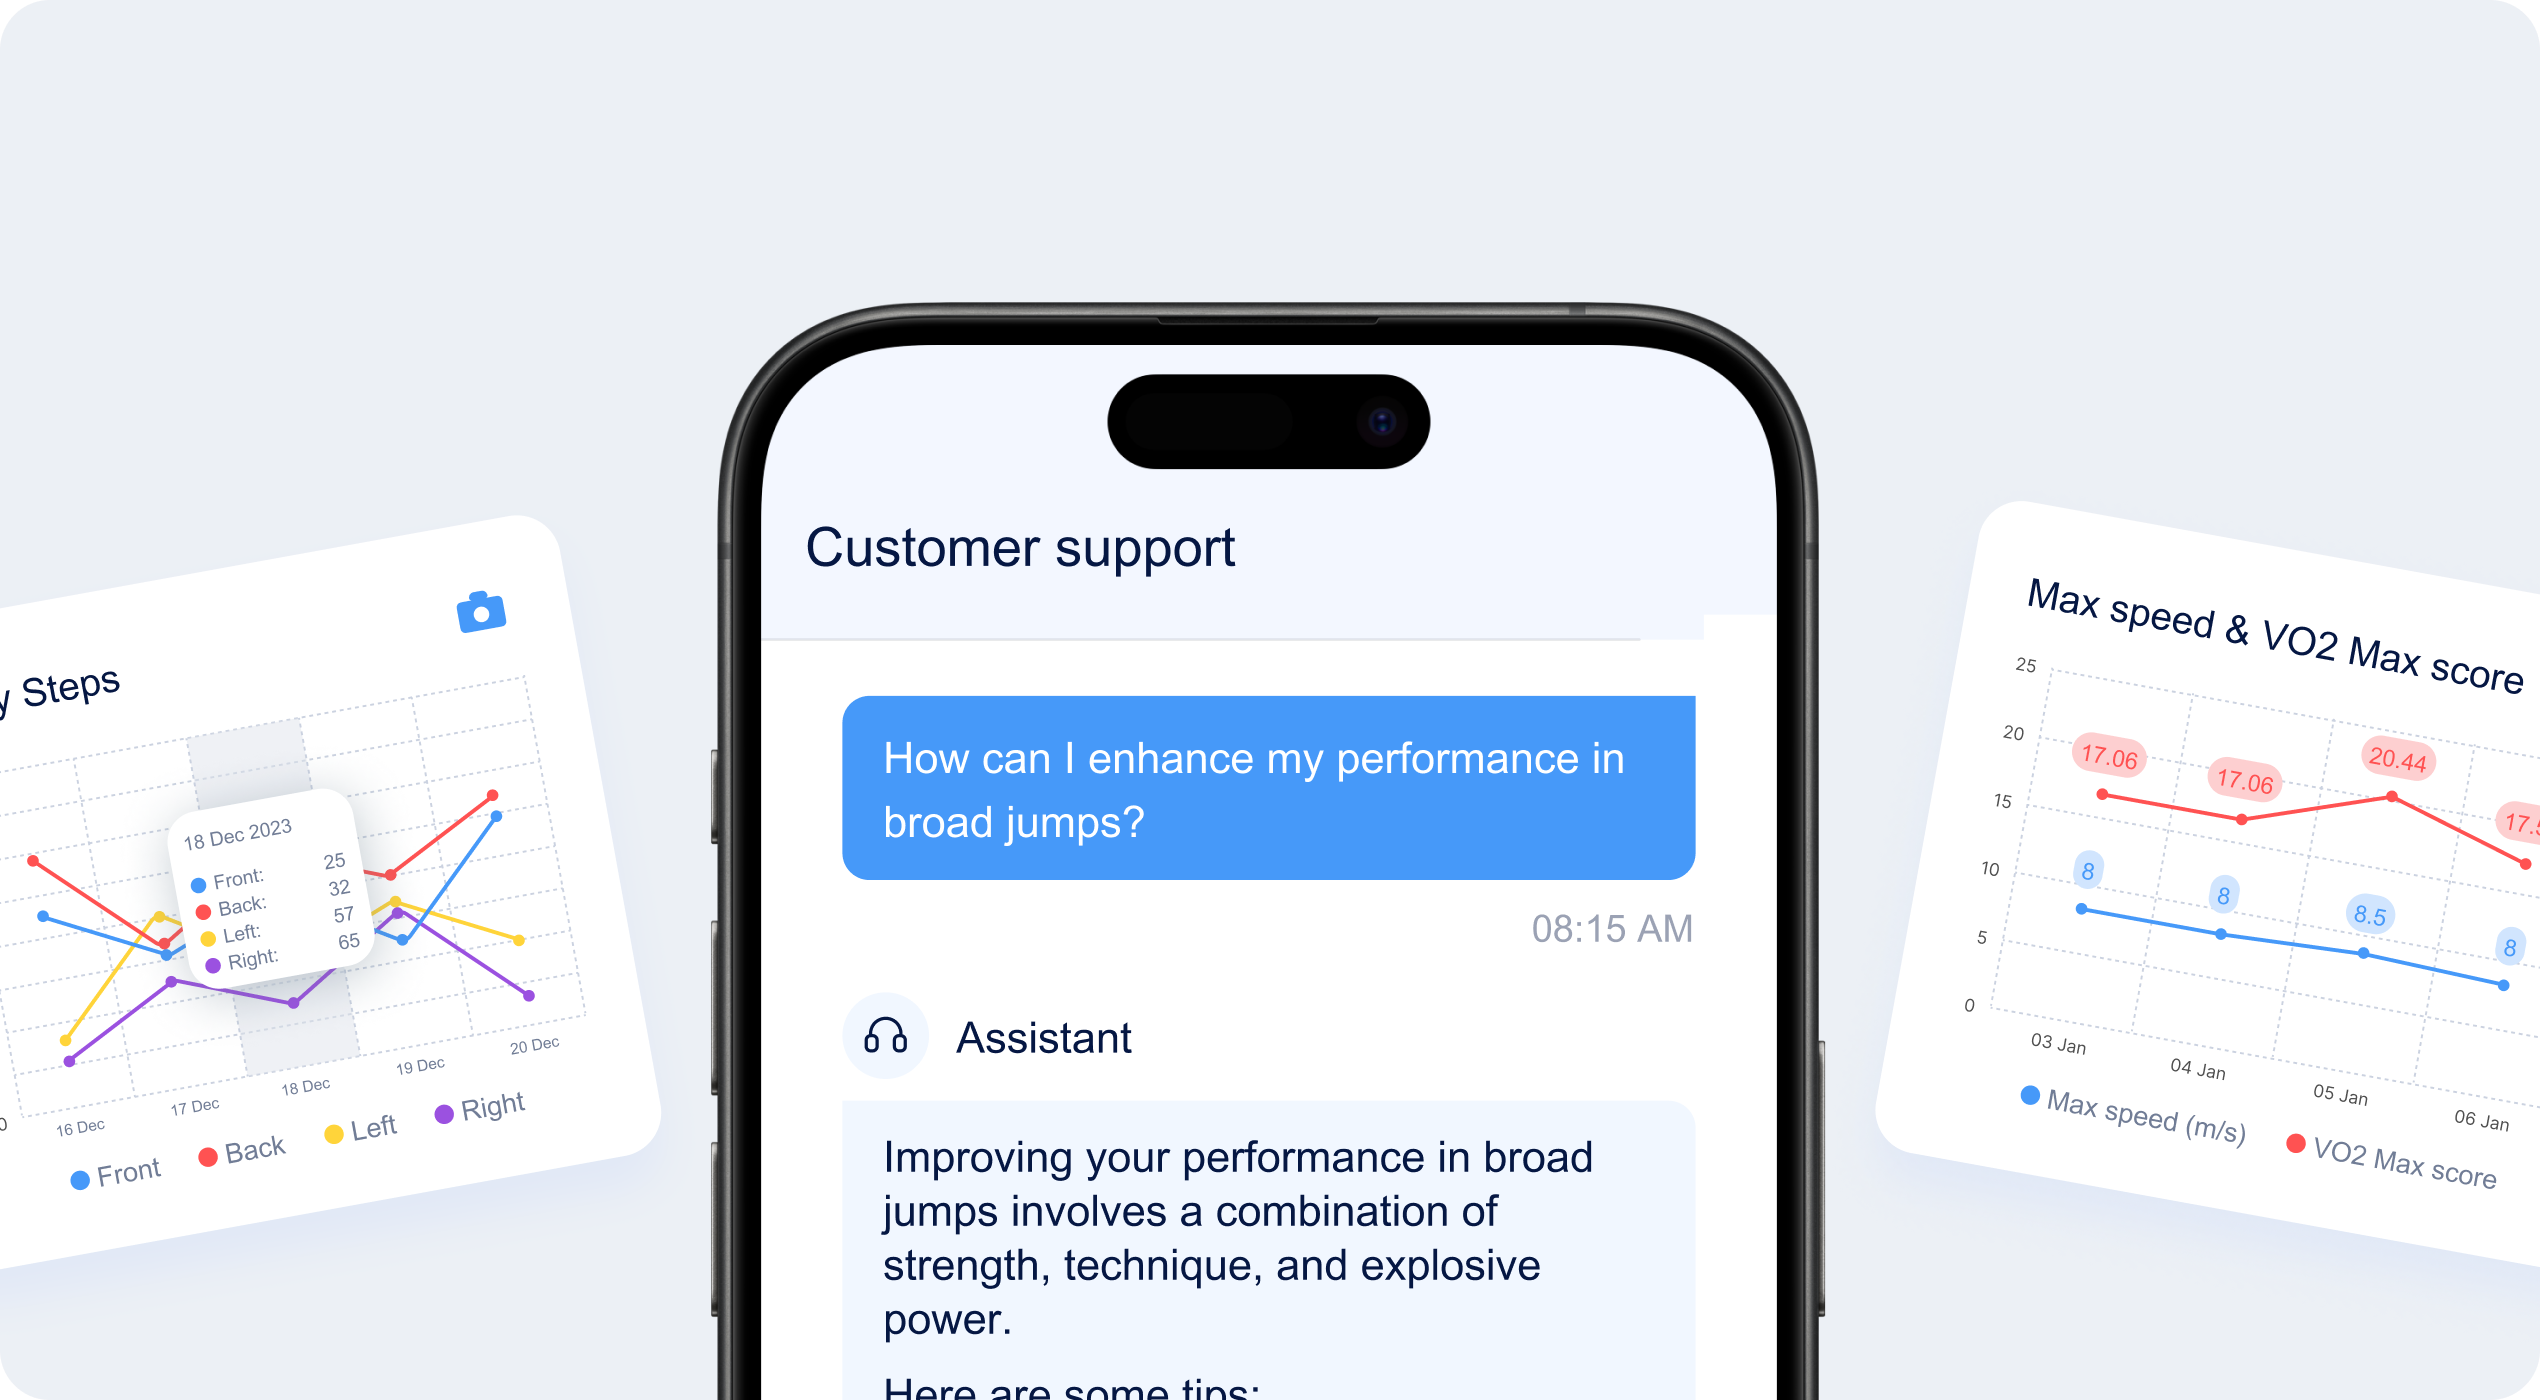 Steps
18 Dec 2023
Front: 25
Back: 32
Left: 57
Right: 65
0
16 Dec
17 Dec
18 Dec
19 Dec
20 Dec
Front
Back
Left
Right
Customer support
How can I enhance my performance in
broad jumps?
08:15 AM
Assistant
Improving your performance in broad
jumps involves a combination of
strength, technique, and explosive
power.
Here are some tips:
Max speed & VO2 Max score
25
20
15
10
5
0
17.06
17.06
20.44
8
8
8.5
8
03 Jan
04 Jan
05 Jan
06 Jan
Max speed (m/s)
VO2 Max score